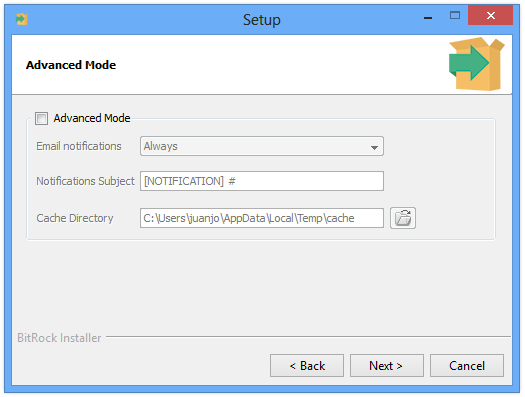 Setup
Advanced Mode
Advanced Mode
Email notifications Always
Notifications Subject [NOTIFICATION] #
Cache Directory C:\Users\juanjo\AppData\Local\Temp\cache
BitRock Installer
< Back Next > Cancel